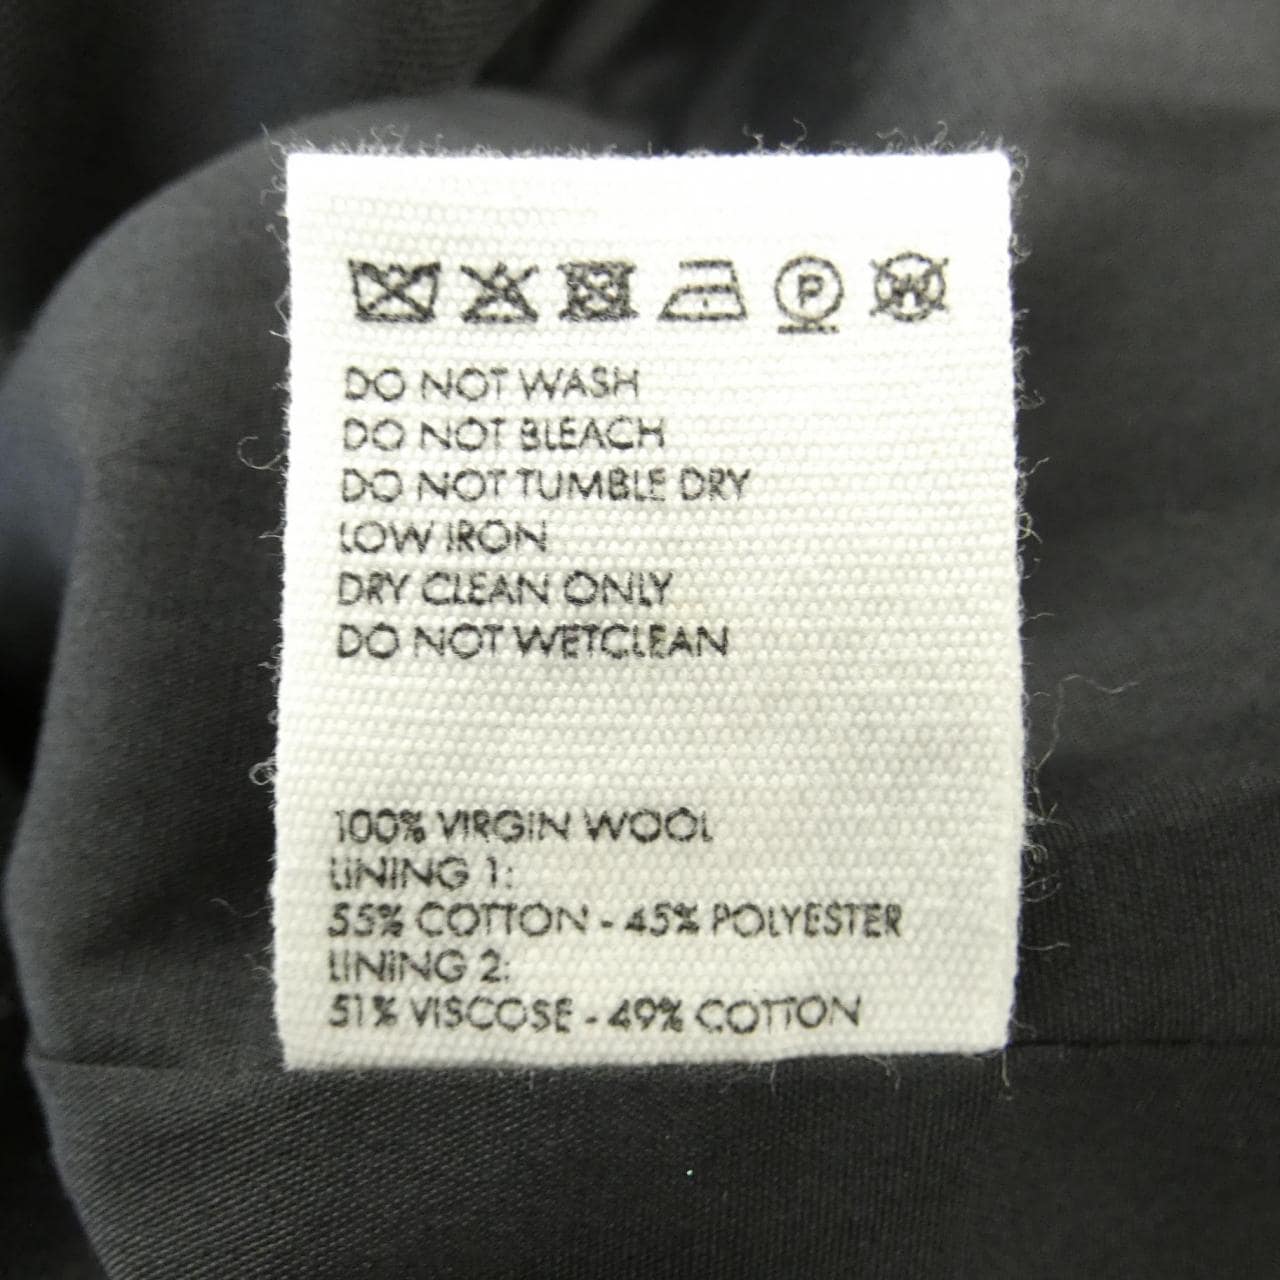 P W
DO NOT WASH
DO NOT BLEACH
DO NOT TUMBLE DRY
LOW IRON
DRY CLEAN ONLY
DO NOT WETCLEAN
100% VIRGIN WOOL
LINING 1:
55% COTTON - 45% POLYESTER
LINING 2:
51% VISCOSE - 49% COTTON